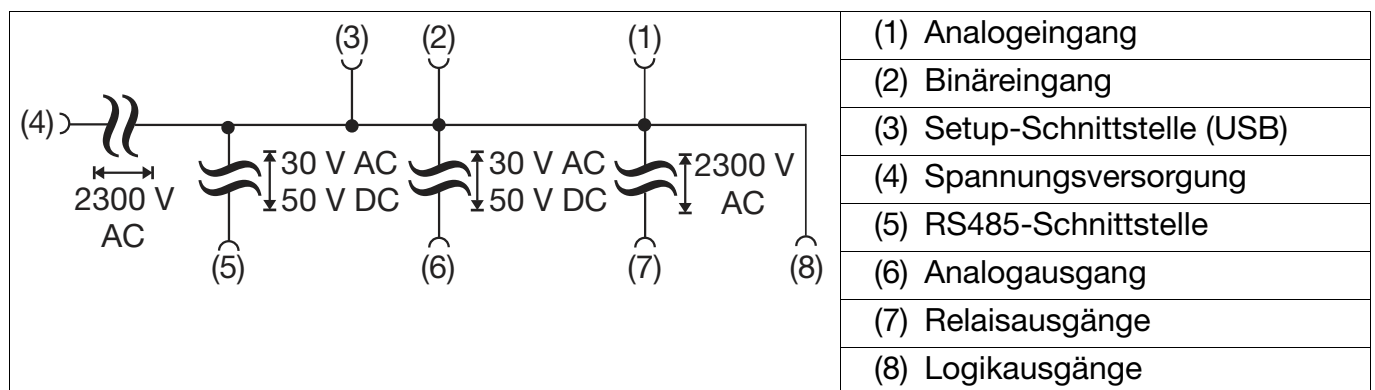 (3) (2) (1)
(4)
30 V AC 30 V AC 2300 V
50 V DC 50 V DC AC
2300 V
AC
(5) (6) (7) (8)
(1) Analogeingang
(2) Binäreingang
(3) Setup-Schnittstelle (USB)
(4) Spannungsversorgung
(5) RS485-Schnittstelle
(6) Analogausgang
(7) Relaisausgänge
(8) Logikausgänge